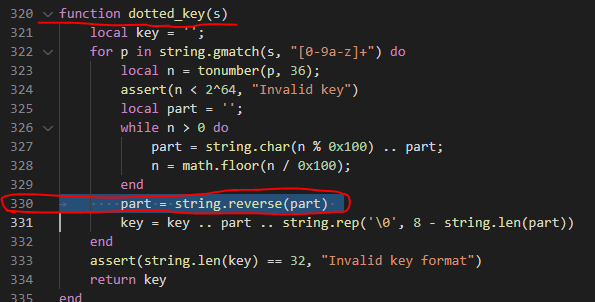 320 function dotted_key(s)
321 local key = '';
322 for p in string.gmatch(s, "[0-9a-z]+") do
323 local n = tonumber(p, 36);
324 assert(n < 2^64, "Invalid key")
325 local part = '';
326 while n > 0 do
327 part = string.char(n % 0x100) .. part;
328 n = math.floor(n / 0x100);
329 end
330 part = string.reverse(part)
331 key = key .. part .. string.rep('\0', 8 - string.len(part))
332 end
333 assert(string.len(key) == 32, "Invalid key format")
334 return key
335 end